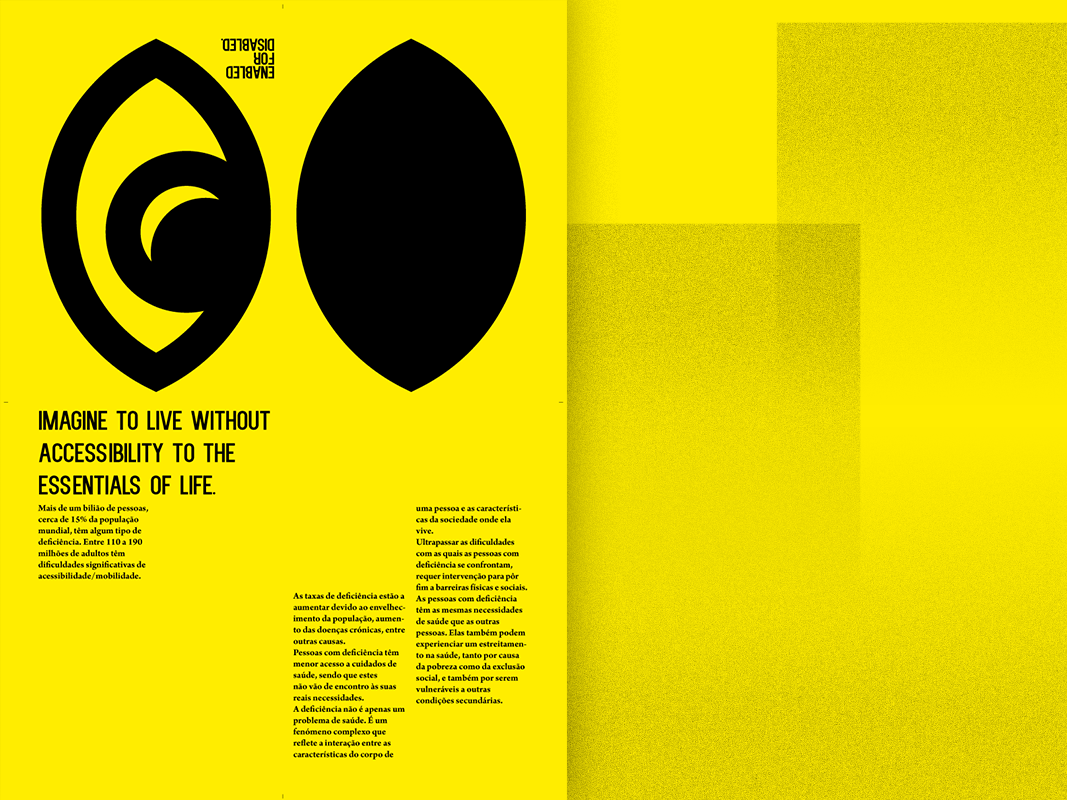 ENABLED
FOR
DISABLED.
IMAGINE TO LIVE WITHOUT
ACCESSIBILITY TO THE
ESSENTIALS OF LIFE.
Mais de um bilião de pessoas,
cerca de 15% da população
mundial, têm algum tipo de
deficiência. Entre 110 a 190
milhões de adultos têm
dificuldades significativas de
acessibilidade/mobilidade.
As taxas de deficiência estão a
aumentar devido ao envelhec-
imento da população, aumen-
to das doenças crónicas, entre
outras causas.
Pessoas com deficiência têm
menor acesso a cuidados de
saúde, sendo que estes
não vão de encontro às suas
reais necessidades.
A deficiência não é apenas um
problema de saúde. É um
fenómeno complexo que
reflete a interação entre as
características do corpo de
uma pessoa e as característi-
cas da sociedade onde ela
vive.
Ultrapassar as dificuldades
com as quais as pessoas com
deficiência se confrontam,
requer intervenção para pôr
fim a barreiras físicas e sociais.
As pessoas com deficiência
têm as mesmas necessidades
de saúde que as outras
pessoas. Elas também podem
experienciar um estreitamen-
to na saúde, tanto por causa
da pobreza como da exclusão
social, e também por serem
vulneráveis a outras
condições secundárias.